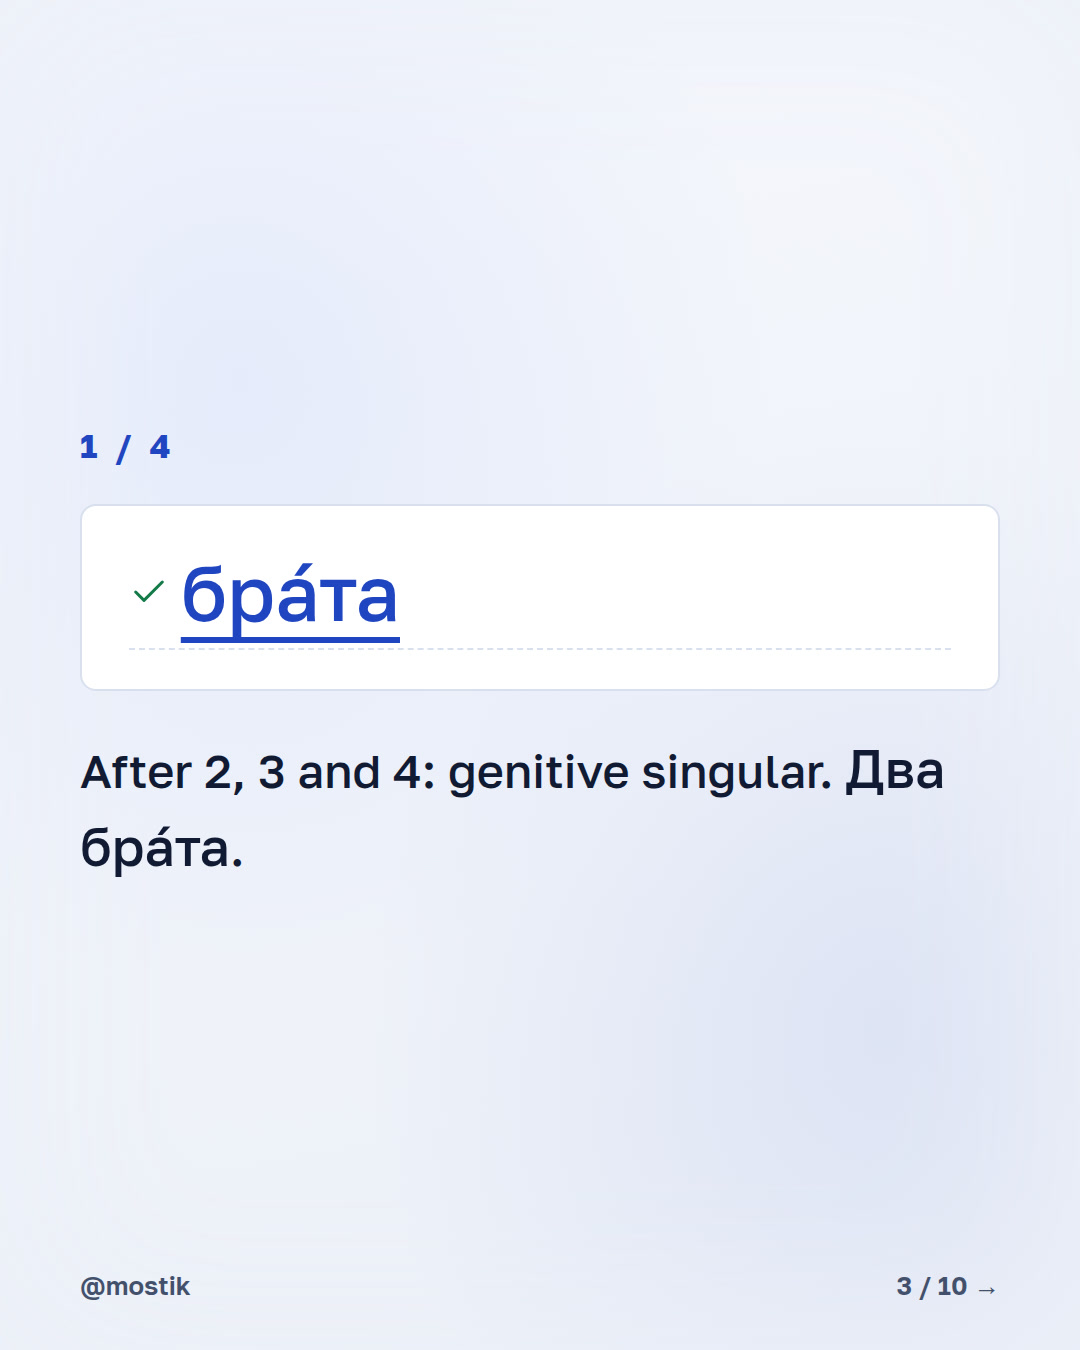 1 / 4
✓ бра́та
After 2, 3 and 4: genitive singular. Два
бра́та.
@mostik
3 / 10 →